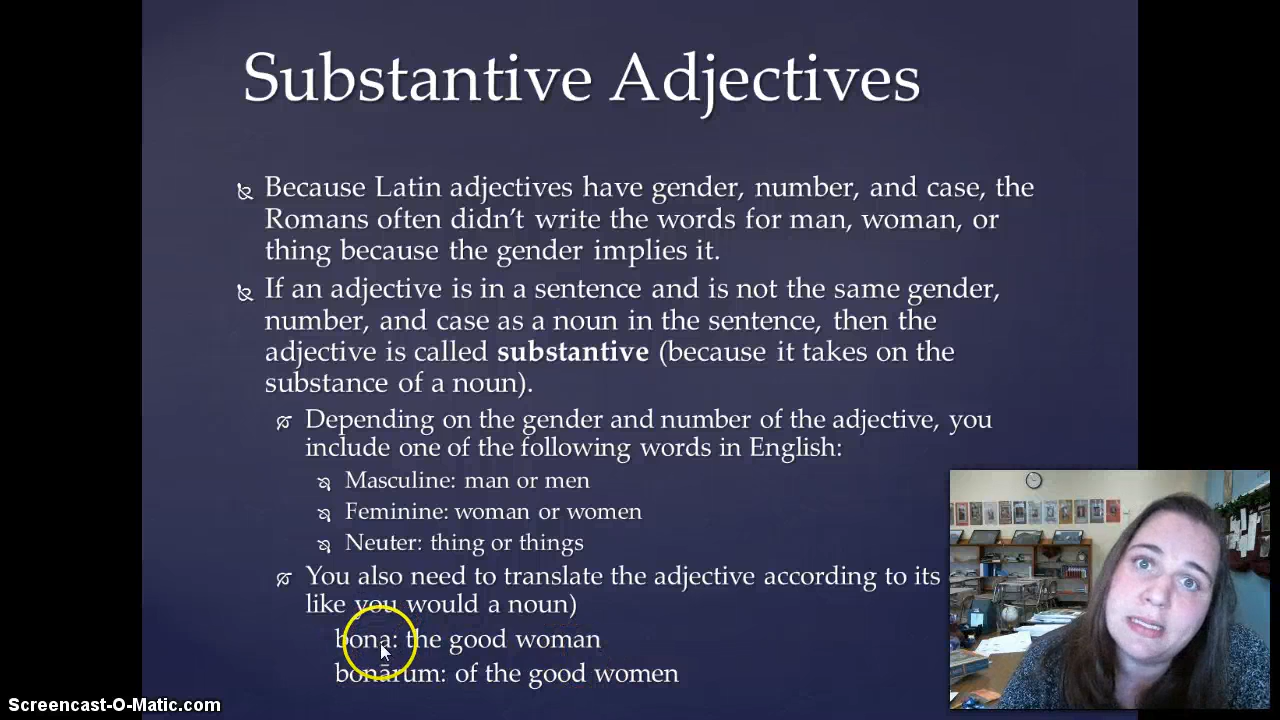 Substantive Adjectives
Because Latin adjectives have gender, number, and case, the
Romans often didn't write the words for man, woman, or
thing because the gender implies it.
If an adjective is in a sentence and is not the same gender,
number, and case as a noun in the sentence, then the
adjective is called substantive (because it takes on the
substance of a noun).
Depending on the gender and number of the adjective, you
include one of the following words in English:
Masculine: man or men
Feminine: woman or women
Neuter: thing or things
You also need to translate the adjective according to its
like you would a noun)
bona: the good woman
bonārum: of the good women
Screencast-O-Matic.com